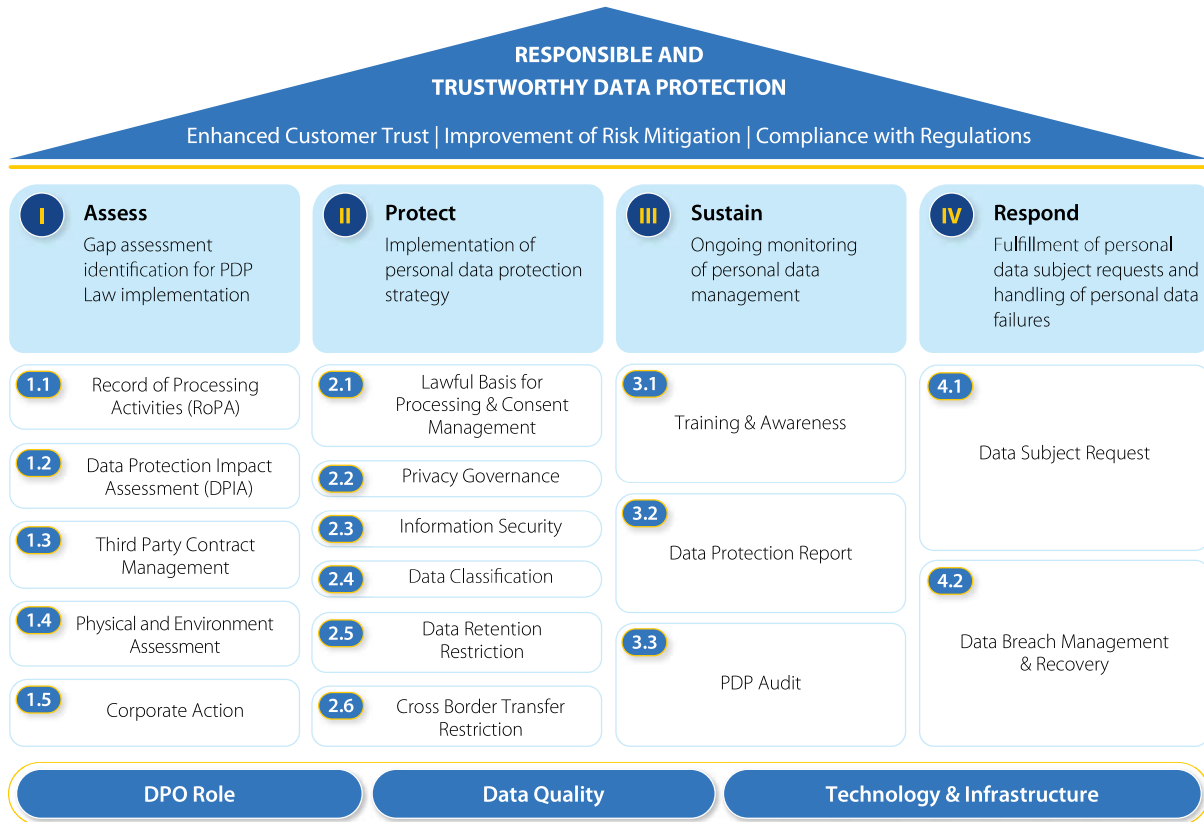 RESPONSIBLE AND
TRUSTWORTHY DATA PROTECTION
Enhanced Customer Trust | Improvement of Risk Mitigation | Compliance with Regulations
I
Assess
Gap assessment
identification for PDP
Law implementation
1.1
Record of Processing
Activities (RoPA)
1.2
Data Protection Impact
Assessment (DPIA)
1.3
Third Party Contract
Management
1.4
Physical and Environment
Assessment
1.5
Corporate Action
II
Protect
Implementation of
personal data protection
strategy
2.1
Lawful Basis for
Processing & Consent
Management
2.2
Privacy Governance
2.3
Information Security
2.4
Data Classification
2.5
Data Retention
Restriction
2.6
Cross Border Transfer
Restriction
III
Sustain
Ongoing monitoring
of personal data
management
3.1
Training & Awareness
3.2
Data Protection Report
3.3
PDP Audit
IV
Respond
Fulfillment of personal
data subject requests and
handling of personal data
failures
4.1
Data Subject Request
4.2
Data Breach Management
& Recovery
DPO Role
Data Quality
Technology & Infrastructure